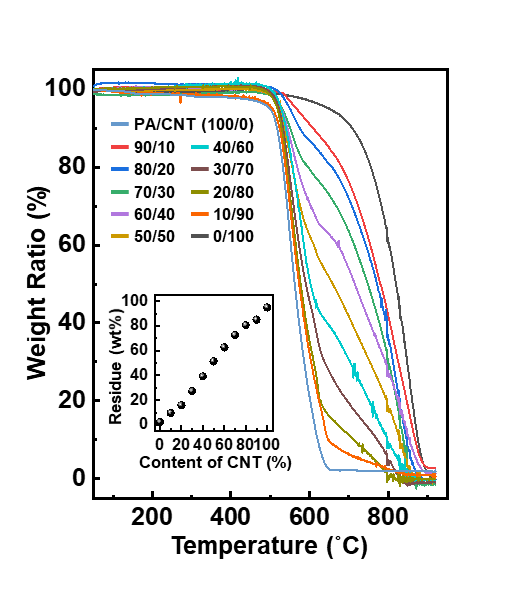 100
80
60
40
20
0
Weight Ratio (%)
PA/CNT (100/0)
90/10 40/60
80/20 30/70
70/30 20/80
60/40 10/90
50/50 0/100
100
80
60
40
20
0
Residue (wt%)
0 20 40 60 80 100
Content of CNT (%)
200 400 600 800
Temperature (˚C)